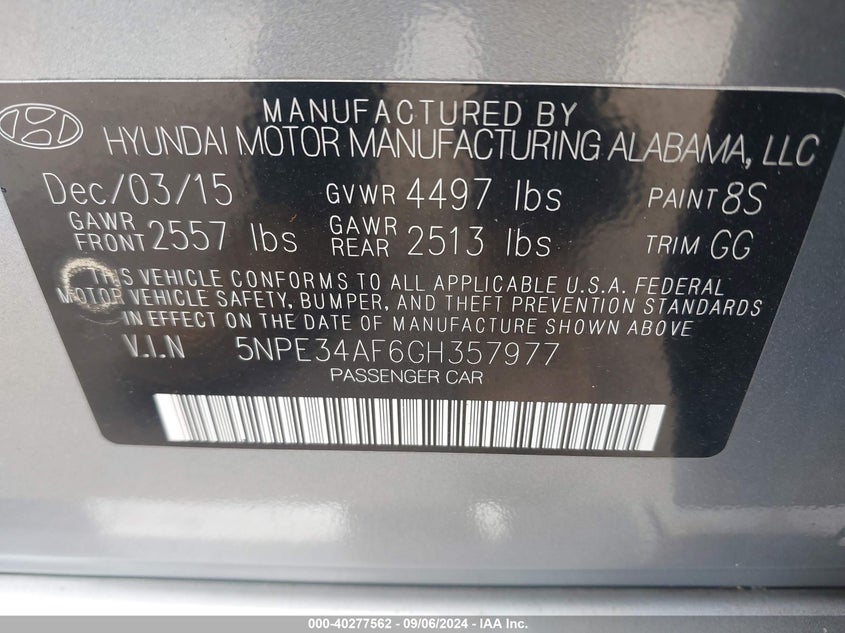 MANUFACTURED BY
HYUNDAI MOTOR MANUFACTURING ALABAMA, LLC
Dec/03/15 GVWR 4497 lbs PAINT 8S
GAWR FRONT 2557 lbs GAWR REAR 2513 lbs TRIM GG
THIS VEHICLE CONFORMS TO ALL APPLICABLE U.S.A. FEDERAL
MOTOR VEHICLE SAFETY, BUMPER, AND THEFT PREVENTION STANDARDS
IN EFFECT ON THE DATE OF MANUFACTURE SHOWN ABOVE
V.I.N 5NPE34AF6GH357977
PASSENGER CAR
000-40277562 - 09/06/2024 - IAA Inc.